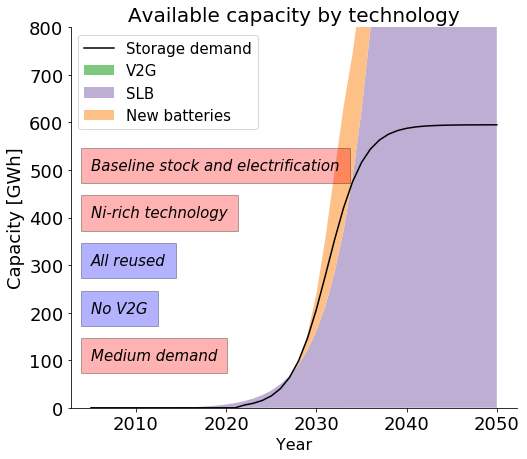 Available capacity by technology
800
700
600
500
400
300
200
100
0
Capacity [GWh]
Storage demand
V2G
SLB
New batteries
Baseline stock and electrification
Ni-rich technology
All reused
No V2G
Medium demand
2010 2020 2030 2040 2050
Year